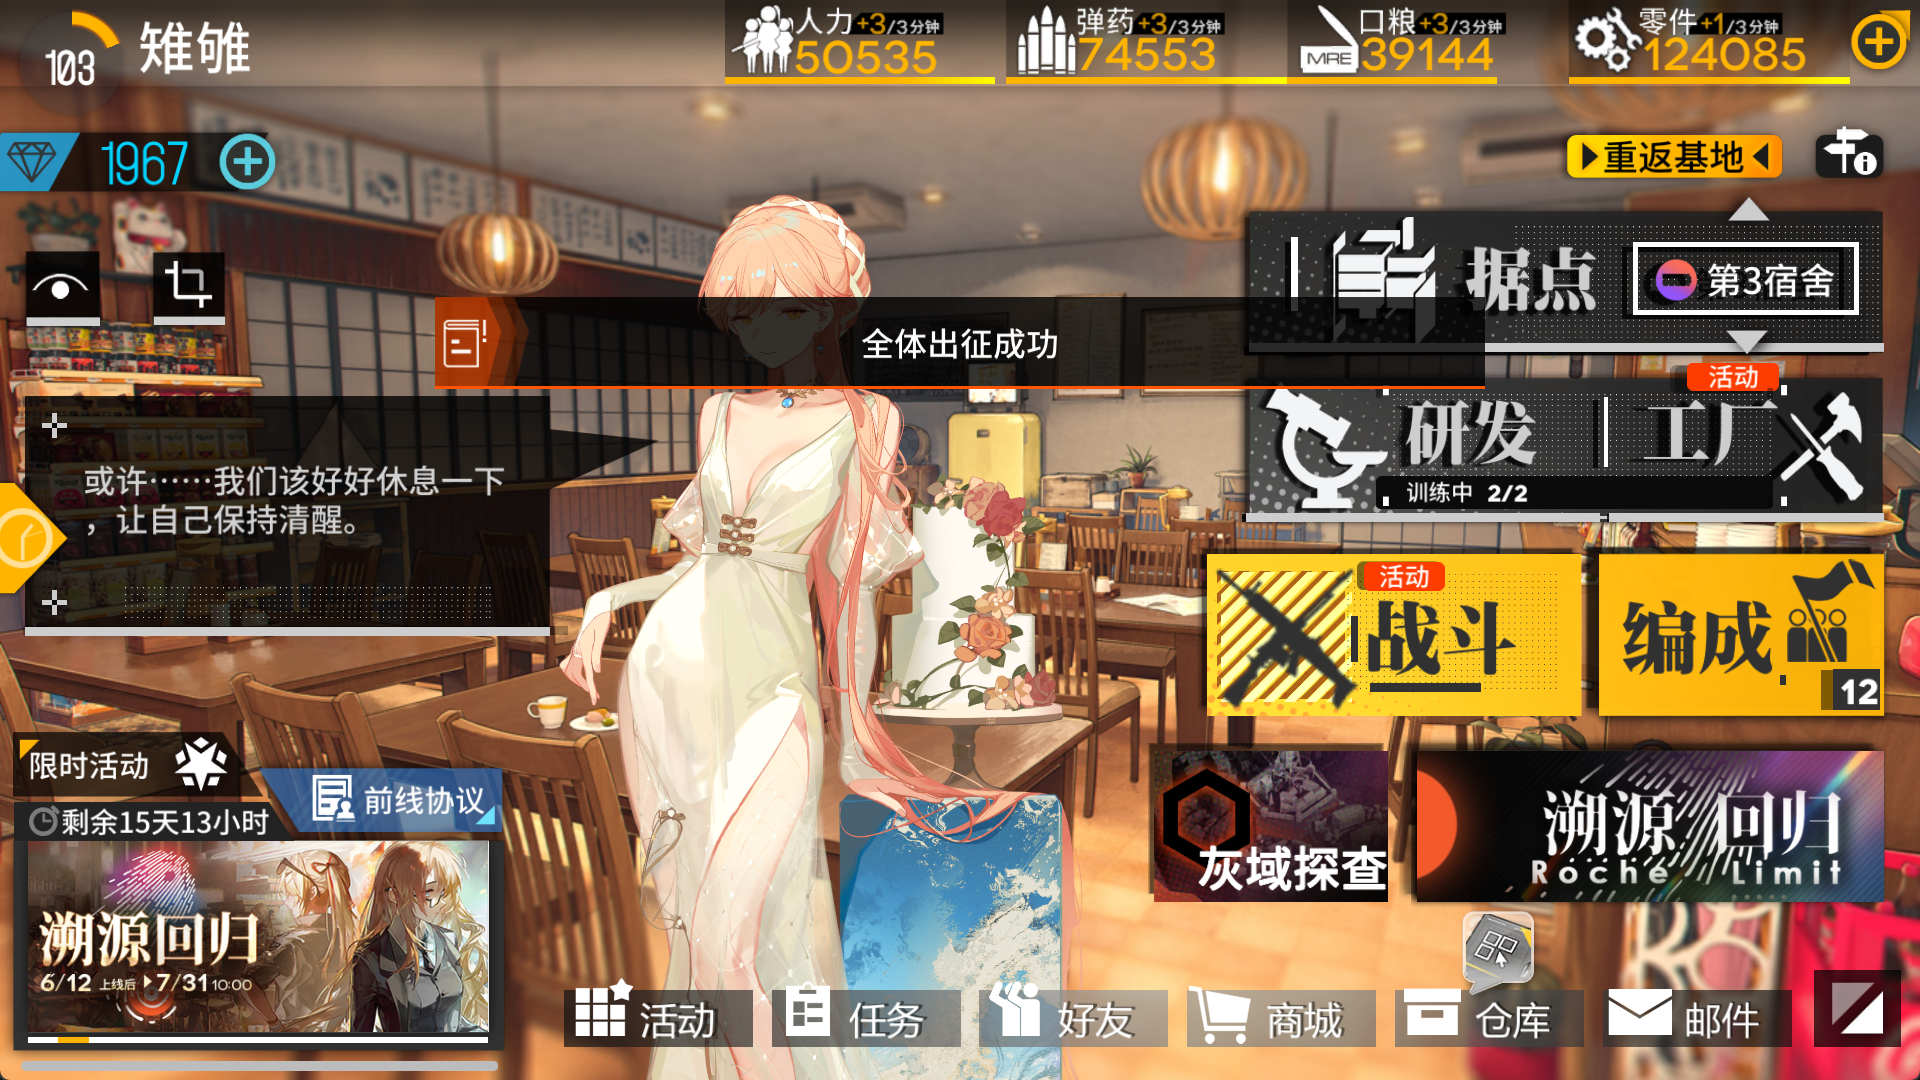 103
雉雊
人力+3/3分钟
50535
弹药+3/3分钟
74553
口粮+3/3分钟
MRE
39144
零件+1/3分钟
124085
1967
重返基地
据点
第3宿舍
全体出征成功
活动
研发
工厂
训练中 2/2
或许……我们该好好休息一下
，让自己保持清醒。
活动
战斗
编成
12
限时活动
前线协议
剩余15天13小时
灰域探查
溯源 回归
Roche Limit
溯源回归
6/12 上线后 7/31 10:00
活动
任务
好友
商城
仓库
邮件